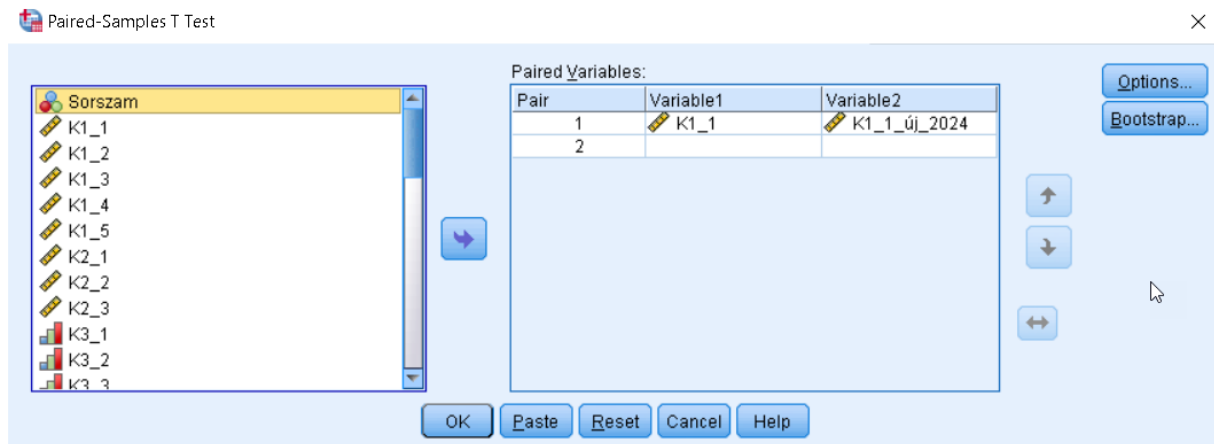 Paired-Samples T Test
Paired Variables:
Sorszam
K1_1
K1_2
K1_3
K1_4
K1_5
K2_1
K2_2
K2_3
K3_1
K3_2
K3_3
Pair Variable1 Variable2
1 K1_1 K1_1_új_2024
2
Options...
Bootstrap...
OK Paste Reset Cancel Help